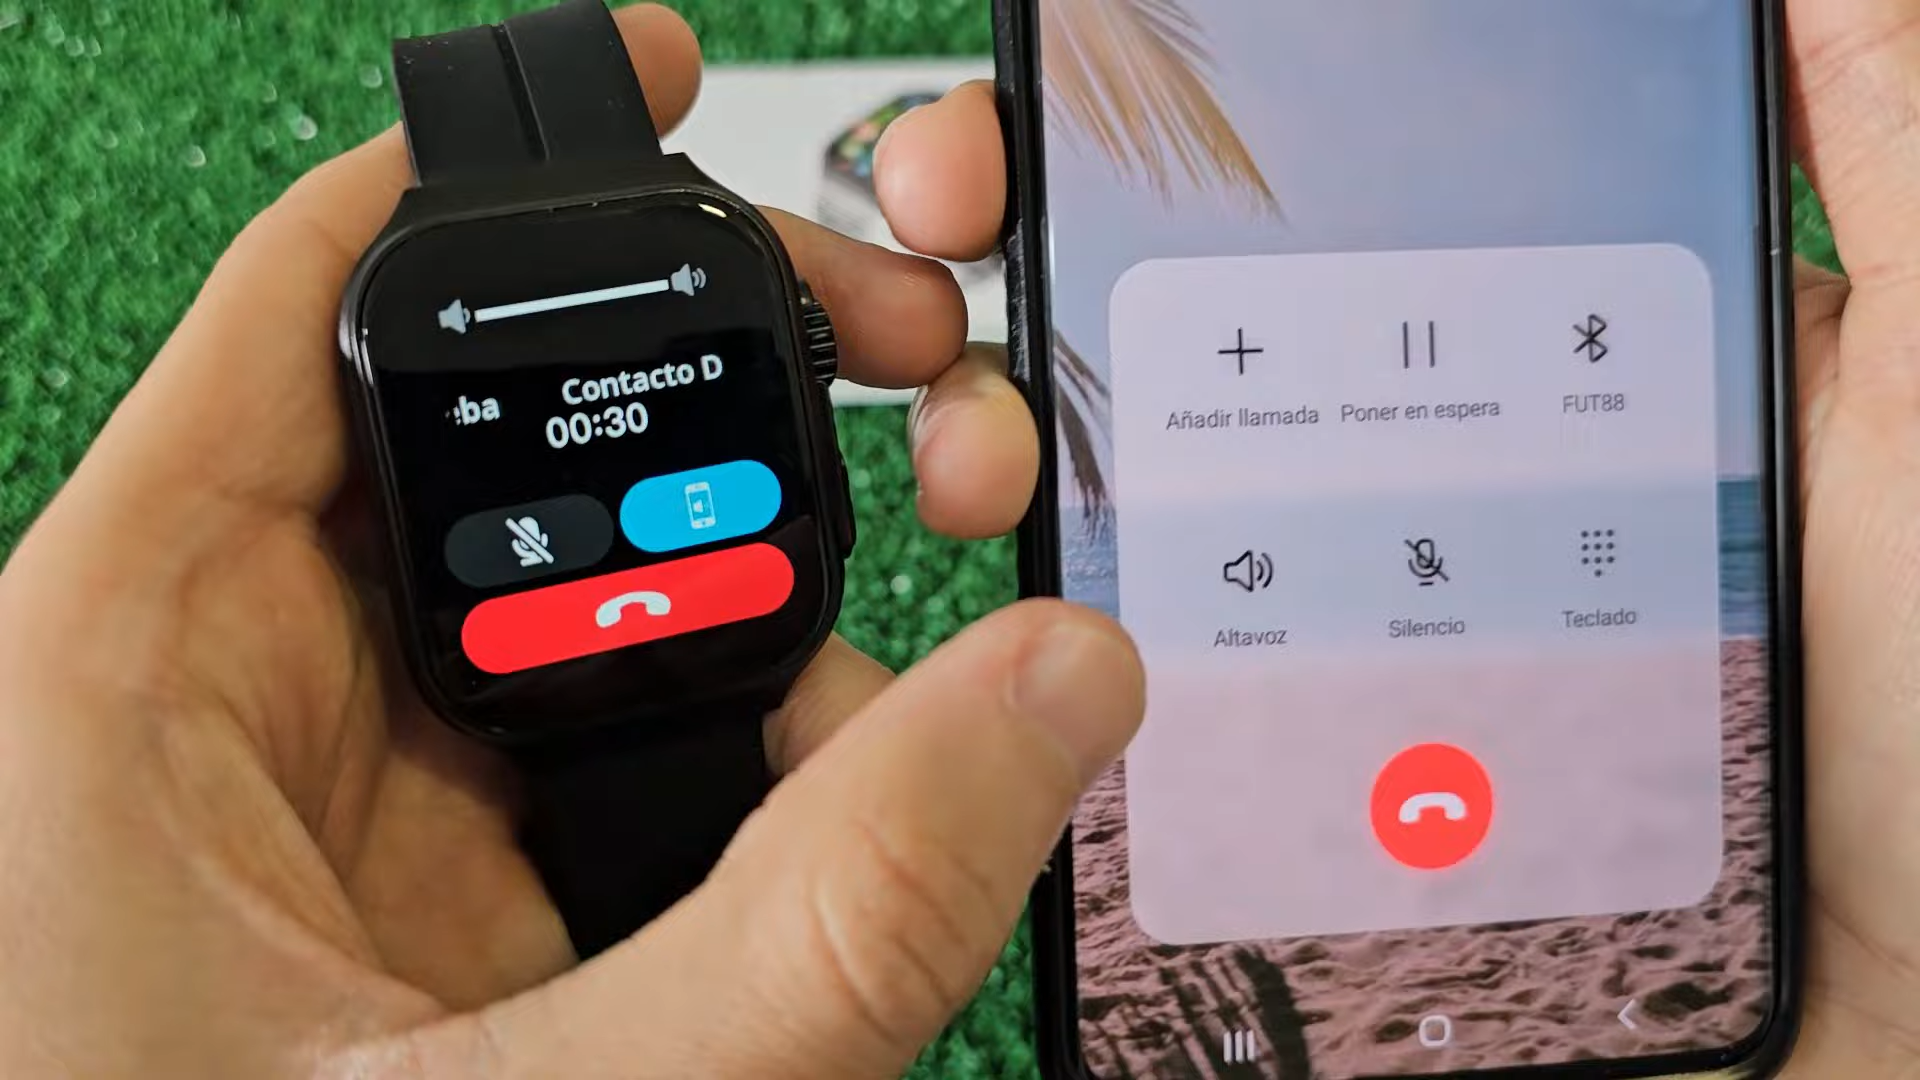 Contacto D
00:30
Añadir llamada
Poner en espera
FUT88
Altavoz
Silencio
Teclado